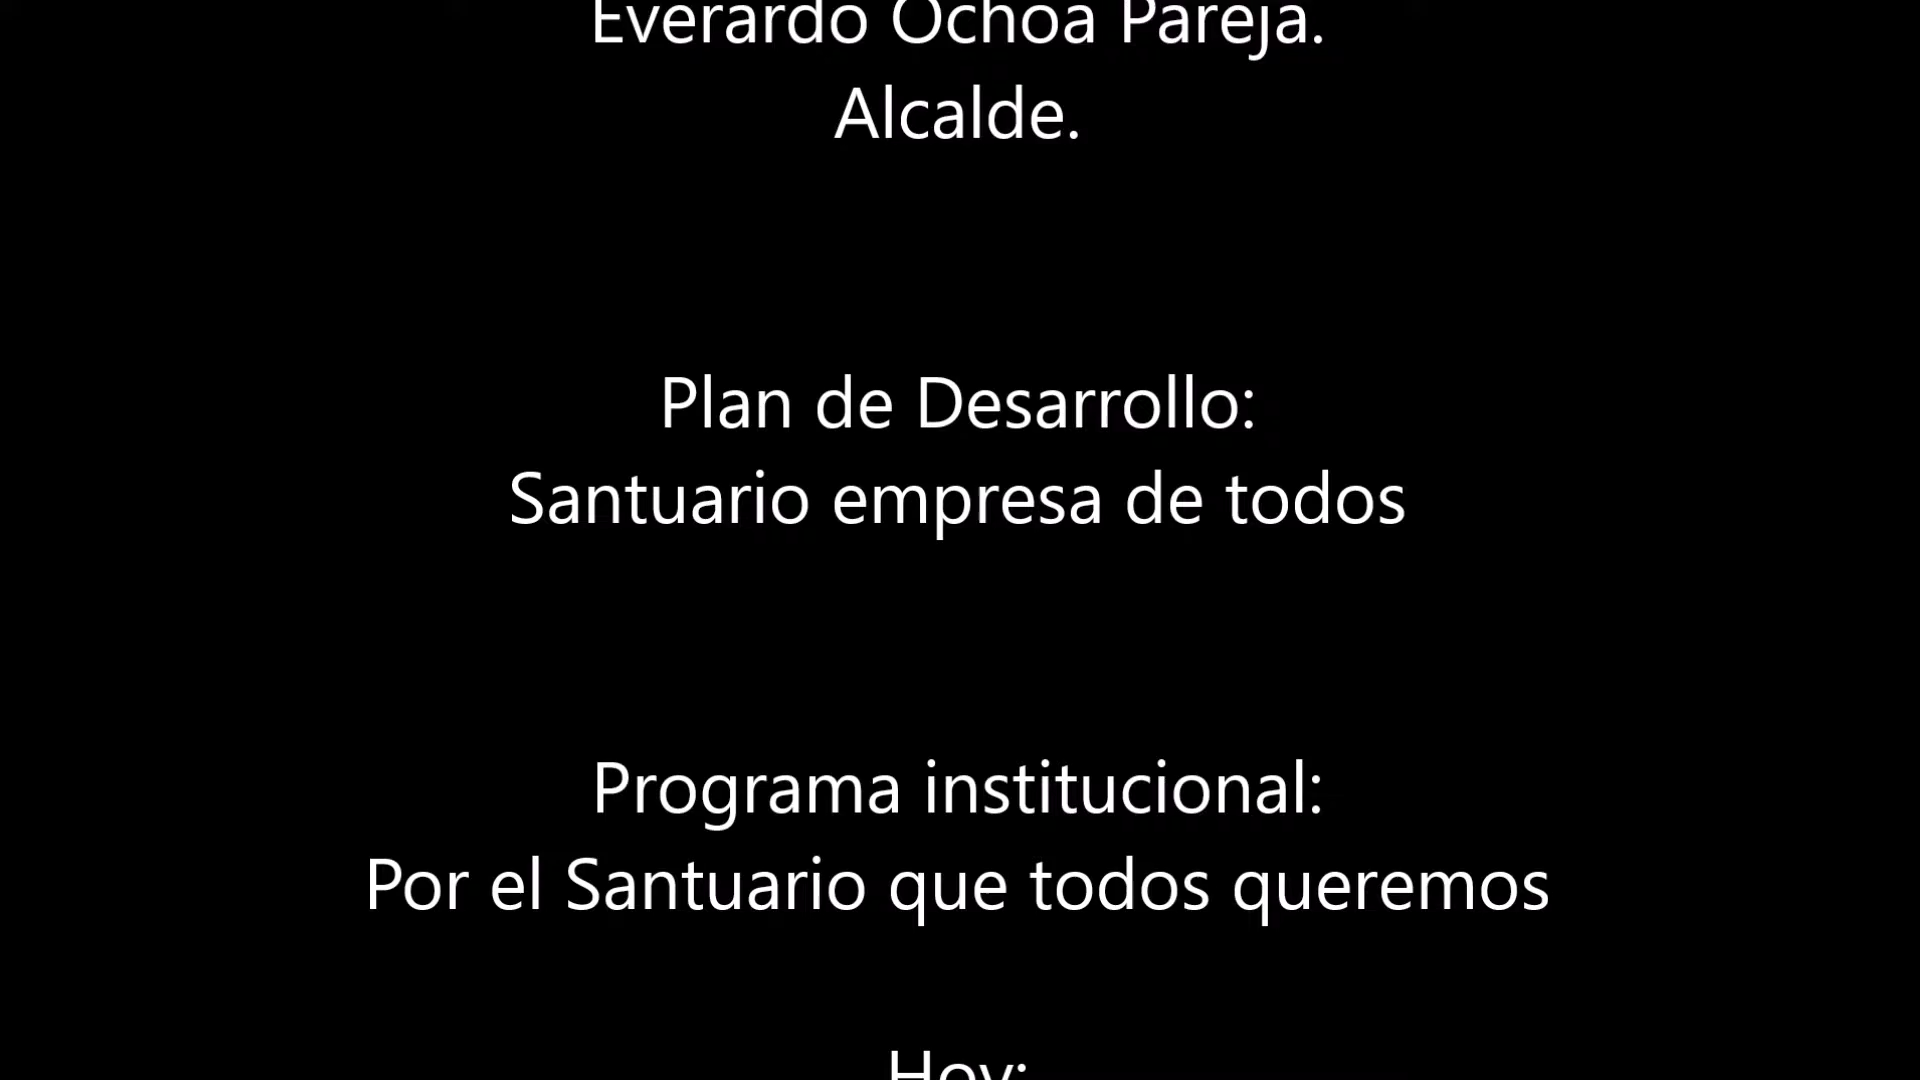 Everardo Ochoa Pareja.
Alcalde.
Plan de Desarrollo:
Santuario empresa de todos
Programa institucional:
Por el Santuario que todos queremos
Hoy: